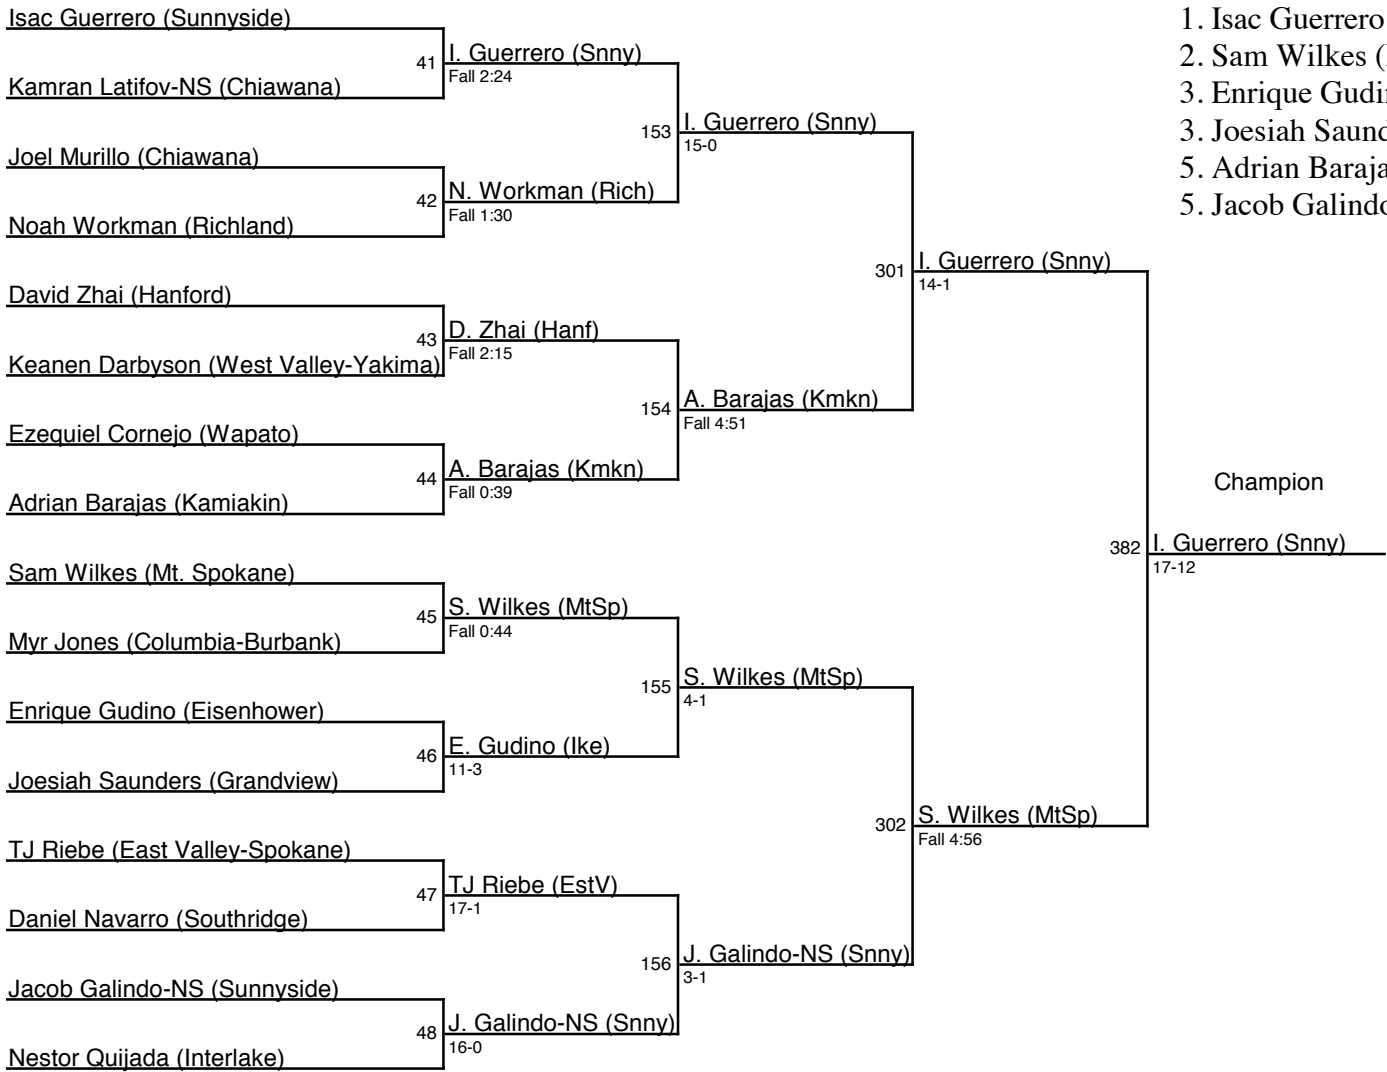 Isac Guerrero (Sunnyside)
Kamran Latifov-NS (Chiawana)
Joel Murillo (Chiawana)
Noah Workman (Richland)
David Zhai (Hanford)
Keanen Darbyson (West Valley-Yakima)
Ezequiel Cornejo (Wapato)
Adrian Barajas (Kamiakin)
Sam Wilkes (Mt. Spokane)
Myr Jones (Columbia-Burbank)
Enrique Gudino (Eisenhower)
Joesiah Saunders (Grandview)
TJ Riebe (East Valley-Spokane)
Daniel Navarro (Southridge)
Jacob Galindo-NS (Sunnyside)
Nestor Quijada (Interlake)
41 I. Guerrero (Snny)
Fall 2:24
42 N. Workman (Rich)
Fall 1:30
43 D. Zhai (Hanf)
Fall 2:15
44 A. Barajas (Kmkn)
Fall 0:39
45 S. Wilkes (MtSp)
Fall 0:44
46 E. Gudino (Ike)
11-3
47 TJ Riebe (EstV)
17-1
48 J. Galindo-NS (Snny)
16-0
153 I. Guerrero (Snny)
15-0
154 A. Barajas (Kmkn)
Fall 4:51
155 S. Wilkes (MtSp)
4-1
156 J. Galindo-NS (Snny)
3-1
301 I. Guerrero (Snny)
14-1
302 S. Wilkes (MtSp)
Fall 4:56
Champion
382 I. Guerrero (Snny)
17-12
1. Isac Guerrero
2. Sam Wilkes (
3. Enrique
3. Joesiah
5. Adrian
5. Jacob